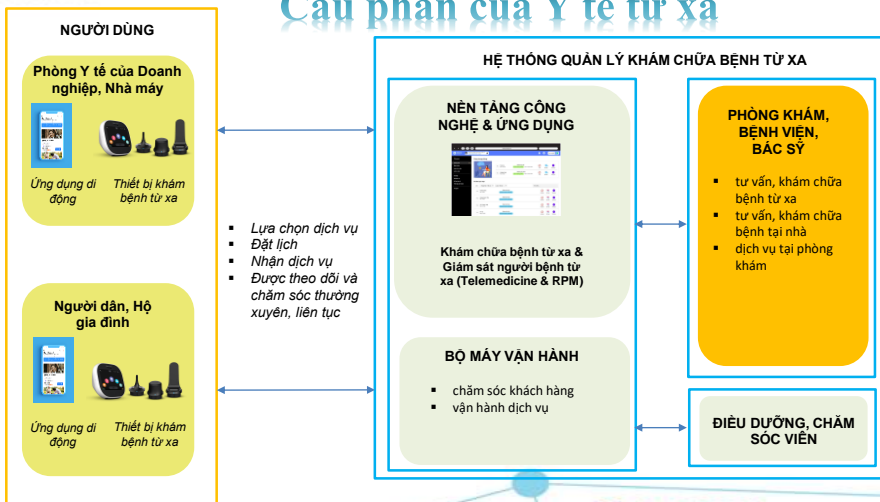 Cấu phần của Y tế từ xa
NGƯỜI DÙNG
Phòng Y tế của Doanh
nghiệp, Nhà máy
Ứng dụng di
động
Thiết bị khám
bệnh từ xa
Người dân, Hộ
gia đình
Ứng dụng di
động
Thiết bị khám
bệnh từ xa
▪ Lựa chọn dịch vụ
▪ Đặt lịch
▪ Nhận dịch vụ
▪ Được theo dõi và
chăm sóc thường
xuyên, liên tục
HỆ THỐNG QUẢN LÝ KHÁM CHỮA BỆNH TỪ XA
NỀN TẢNG CÔNG
NGHỆ & ỨNG DỤNG
Khám chữa bệnh từ xa &
Giám sát người bệnh từ
xa (Telemedicine & RPM)
BỘ MÁY VẬN HÀNH
▪ chăm sóc khách hàng
▪ vận hành dịch vụ
PHÒNG KHÁM,
BỆNH VIỆN,
BÁC SỸ
▪ tư vấn, khám chữa
bệnh từ xa
▪ tư vấn, khám chữa
bệnh tại nhà
▪ dịch vụ tại phòng
khám
ĐIỀU DƯỠNG, CHĂM
SÓC VIÊN